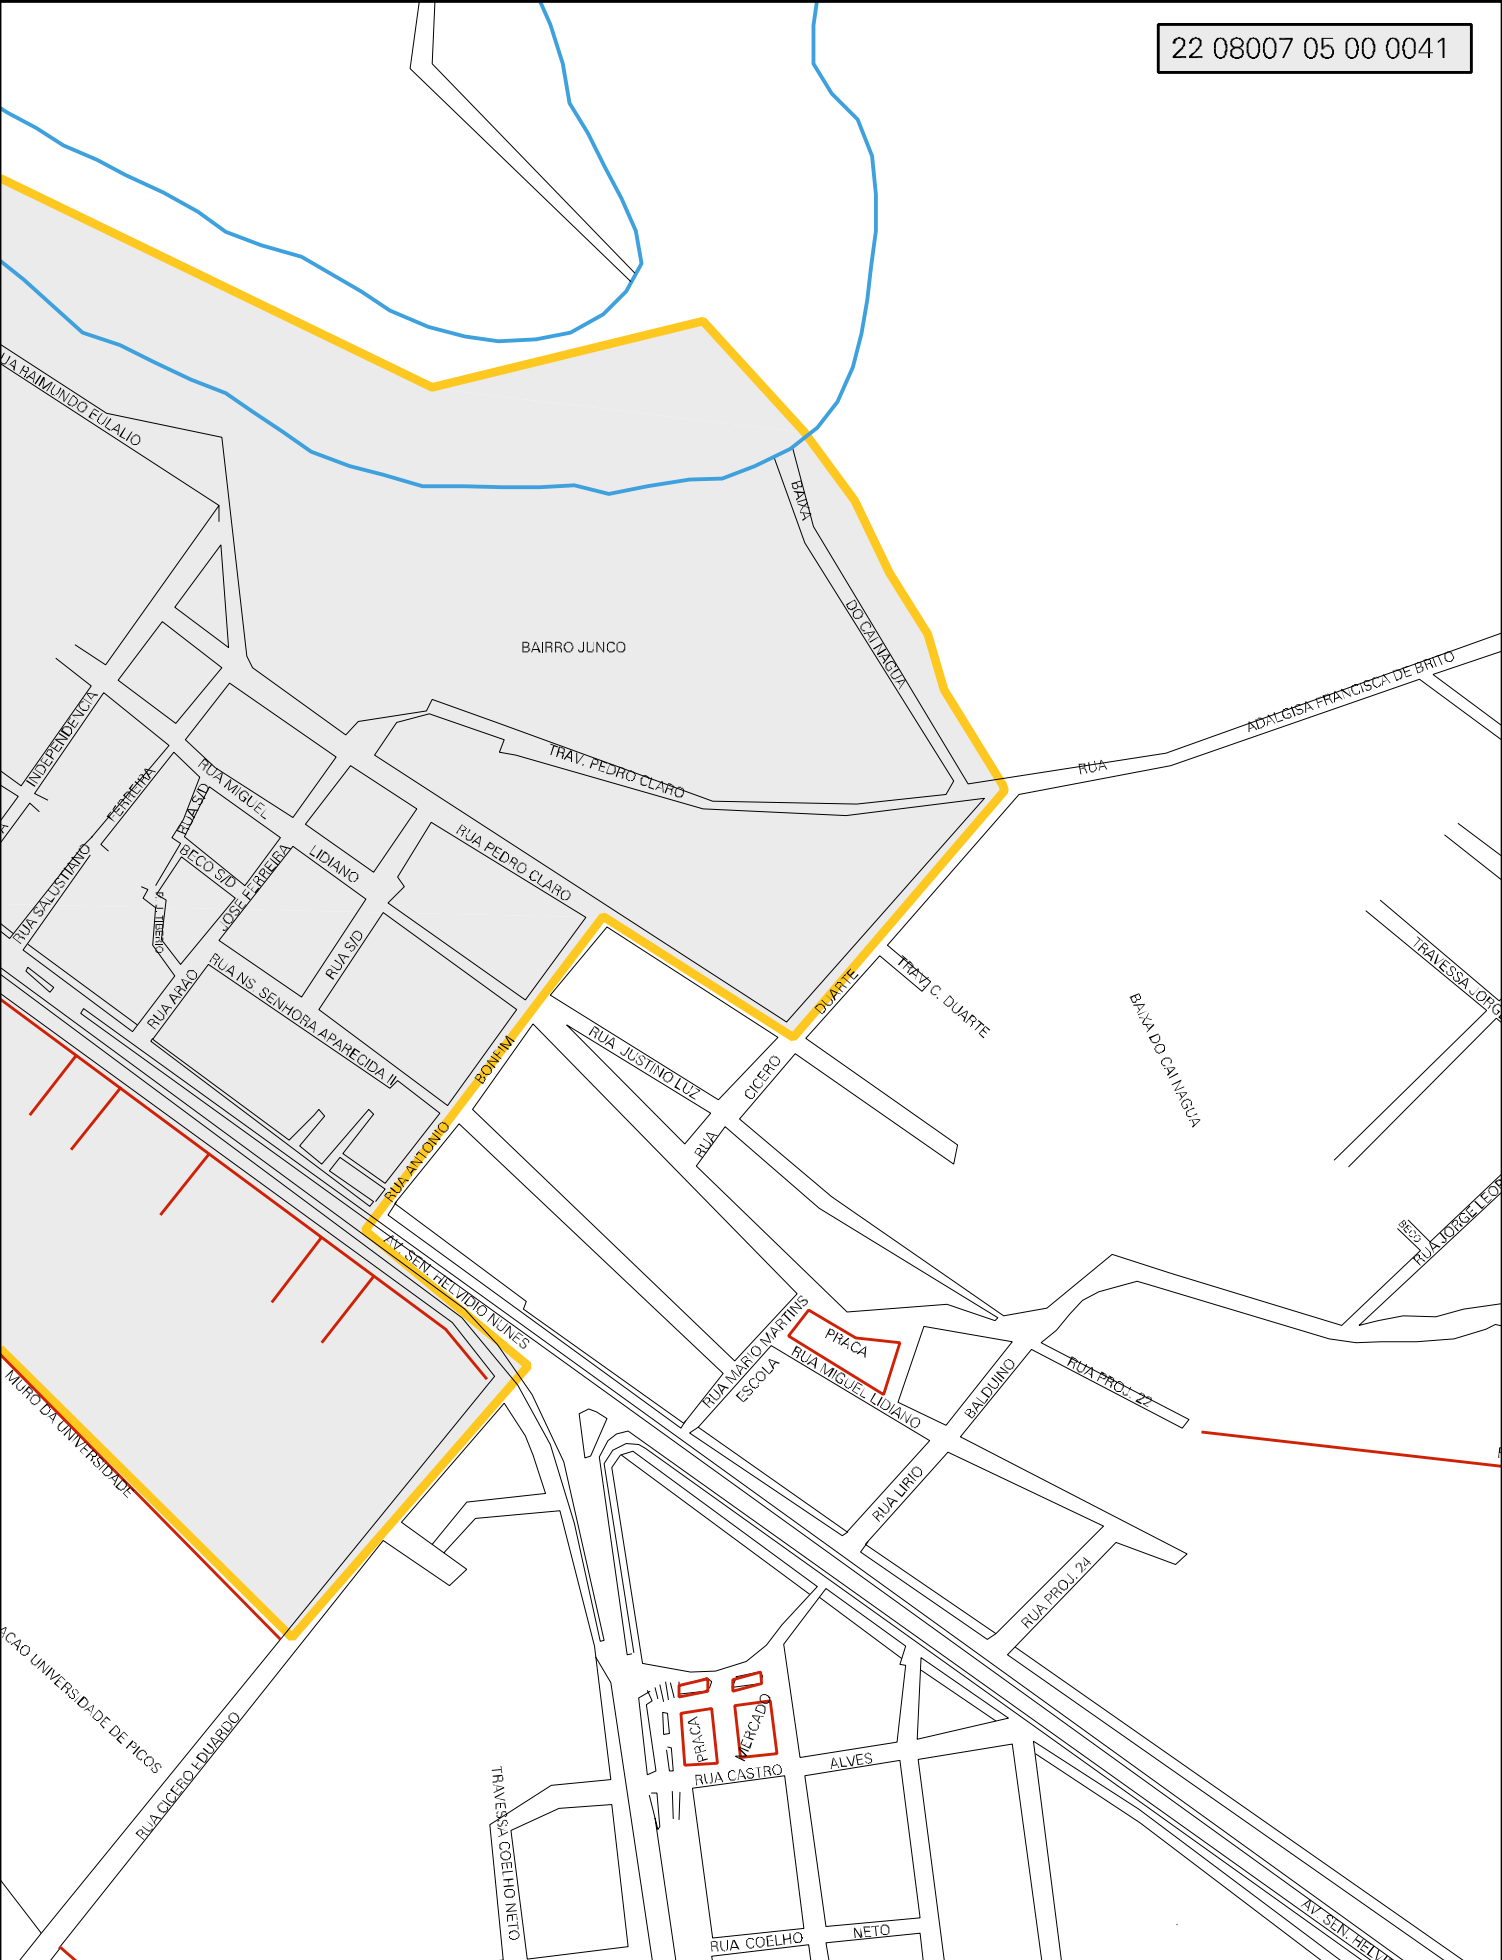 22 08007 05 00 0041
UA RAIMUNDO EULALIO
BAIXA
DO CAI NAGUA
BAIRRO JUNCO
RUA
ADALGISA FRANCISCA DE BRITO
INDEPENDENCIA
TRAV. PEDRO CLARO
RUA MIGUEL
LIDIANO
FERREIRA
RUA S/D
RUA PEDRO CLARO
BECO S/D
JOSE FERREIRA
RUA SALUSTIANO
RUA S/D
RUA ARAO
RUA NS. SENHORA APARECIDA II
DUARTE
TRAV. C. DUARTE
TRAVESSA JORGE
BAIXA DO CAI NAGUA
RUA JUSTINO LUZ
BONFIM
CICERO
RUA
RUA ANTONIO
AV. SEN. HELVIDIO NUNES
BECO
RUA JORGE LEOP
RUA MARIO MARTINS
PRACA
ESCOLA
RUA MIGUEL LIDIANO
BALDUINO
RUA PROJ. 22
MURO DA UNIVERSIDADE
RUA LIRIO
RUA PROJ. 24
ACAO UNIVERSIDADE DE PICOS
RUA CICERO EDUARDO
PRACA
MERCADO
RUA CASTRO
ALVES
TRAVESSA COELHO NETO
RUA COELHO
NETO
AV. SEN. HELVI